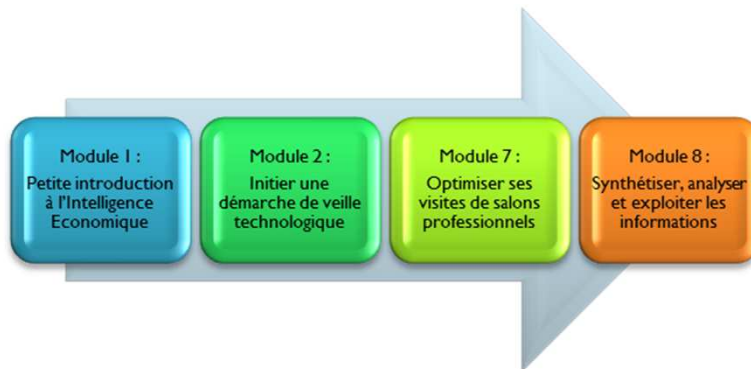 Module 1 :
Petite introduction
à l'Intelligence
Economique
Module 2 :
Initier une
démarche de veille
technologique
Module 7 :
Optimiser ses
visites de salons
professionnels
Module 8 :
Synthétiser, analyser
et exploiter les
informations